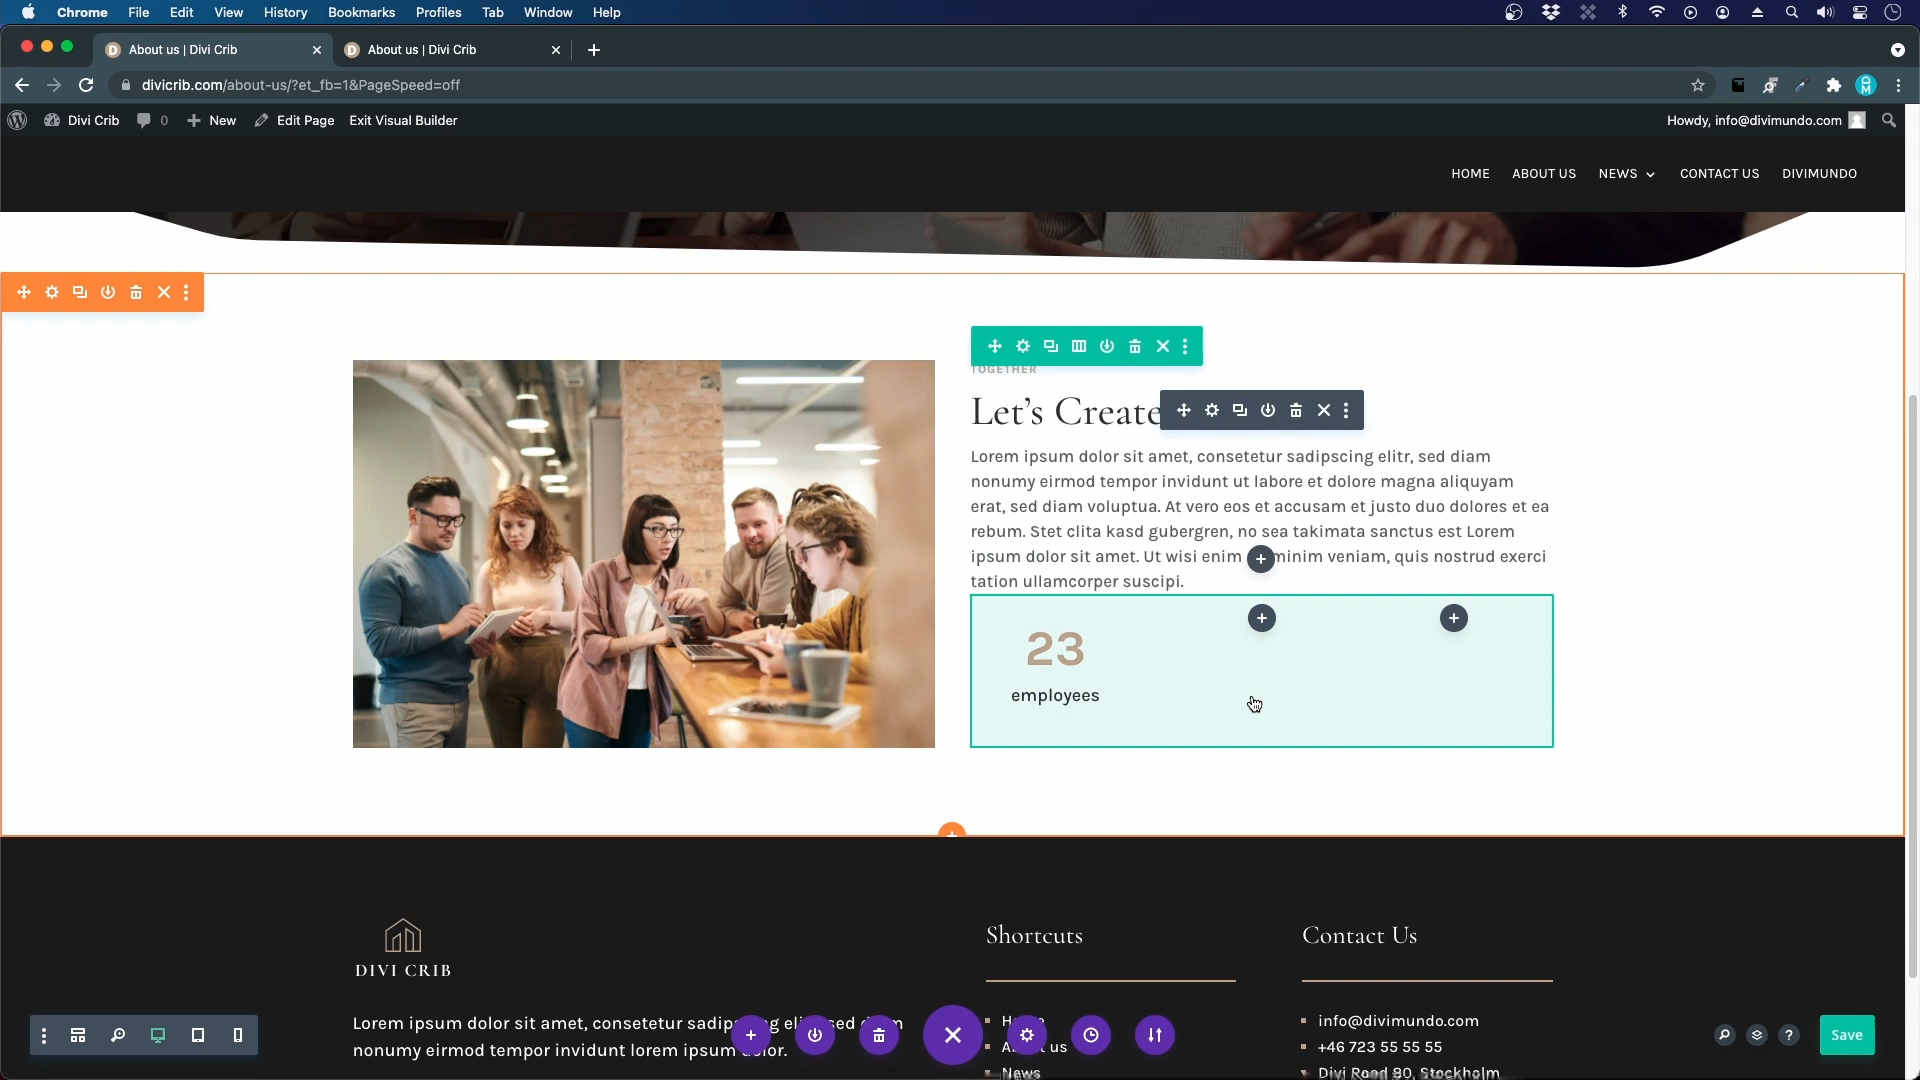 Chrome File Edit View History Bookmarks Profiles Tab Window Help
About us | Divi Crib
About us | Divi Crib
divicrib.com/about-us/?et_fb=1&PageSpeed=off
Divi Crib 0 New Edit Page Exit Visual Builder
Howdy, info@divimundo.com
HOME ABOUT US NEWS CONTACT US DIVIMUNDO
TOGETHER
Let's Create
Lorem ipsum dolor sit amet, consetetur sadipscing elitr, sed diam
nonumy eirmod tempor invidunt ut labore et dolore magna aliquyam
erat, sed diam voluptua. At vero eos et accusam et justo duo dolores et ea
rebum. Stet clita kasd gubergren, no sea takimata sanctus est Lorem
ipsum dolor sit amet. Ut wisi enim minim veniam, quis nostrud exerci
tation ullamcorper suscipi.
23
employees
DIVI CRIB
Lorem ipsum dolor sit amet, consetetur
nonumy eirmod tempor invidunt lorem ipsum
Shortcuts
News
Contact Us
info@divimundo.com
+46 723 55 55 55
Divi Road 80, Stockholm
Save